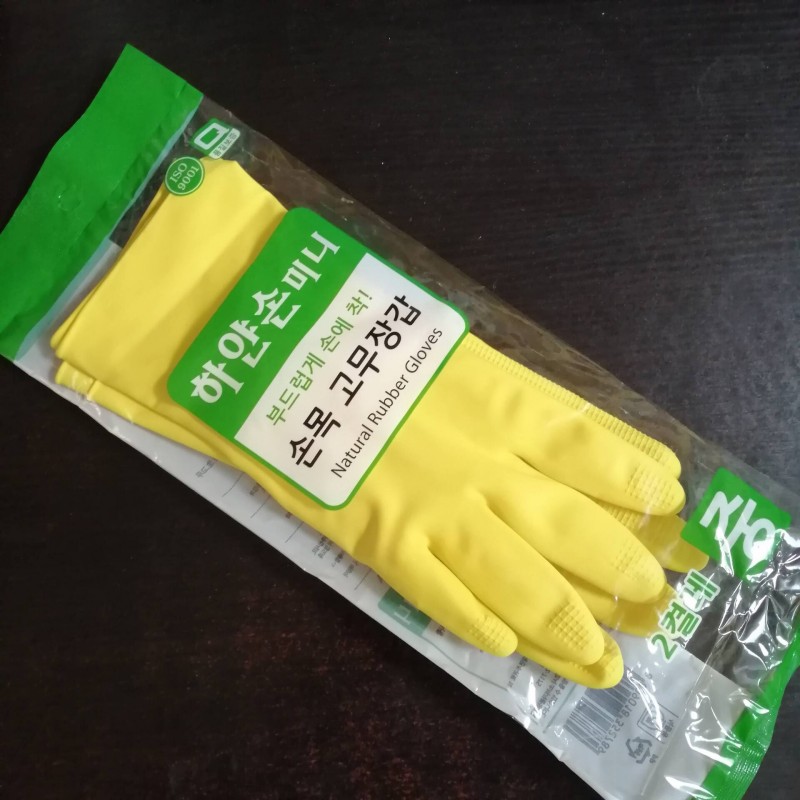 ISO
9001
하얀손미니
부드럽게 손에 착!
손목 고무장갑
Natural Rubber Gloves
중
2켤레